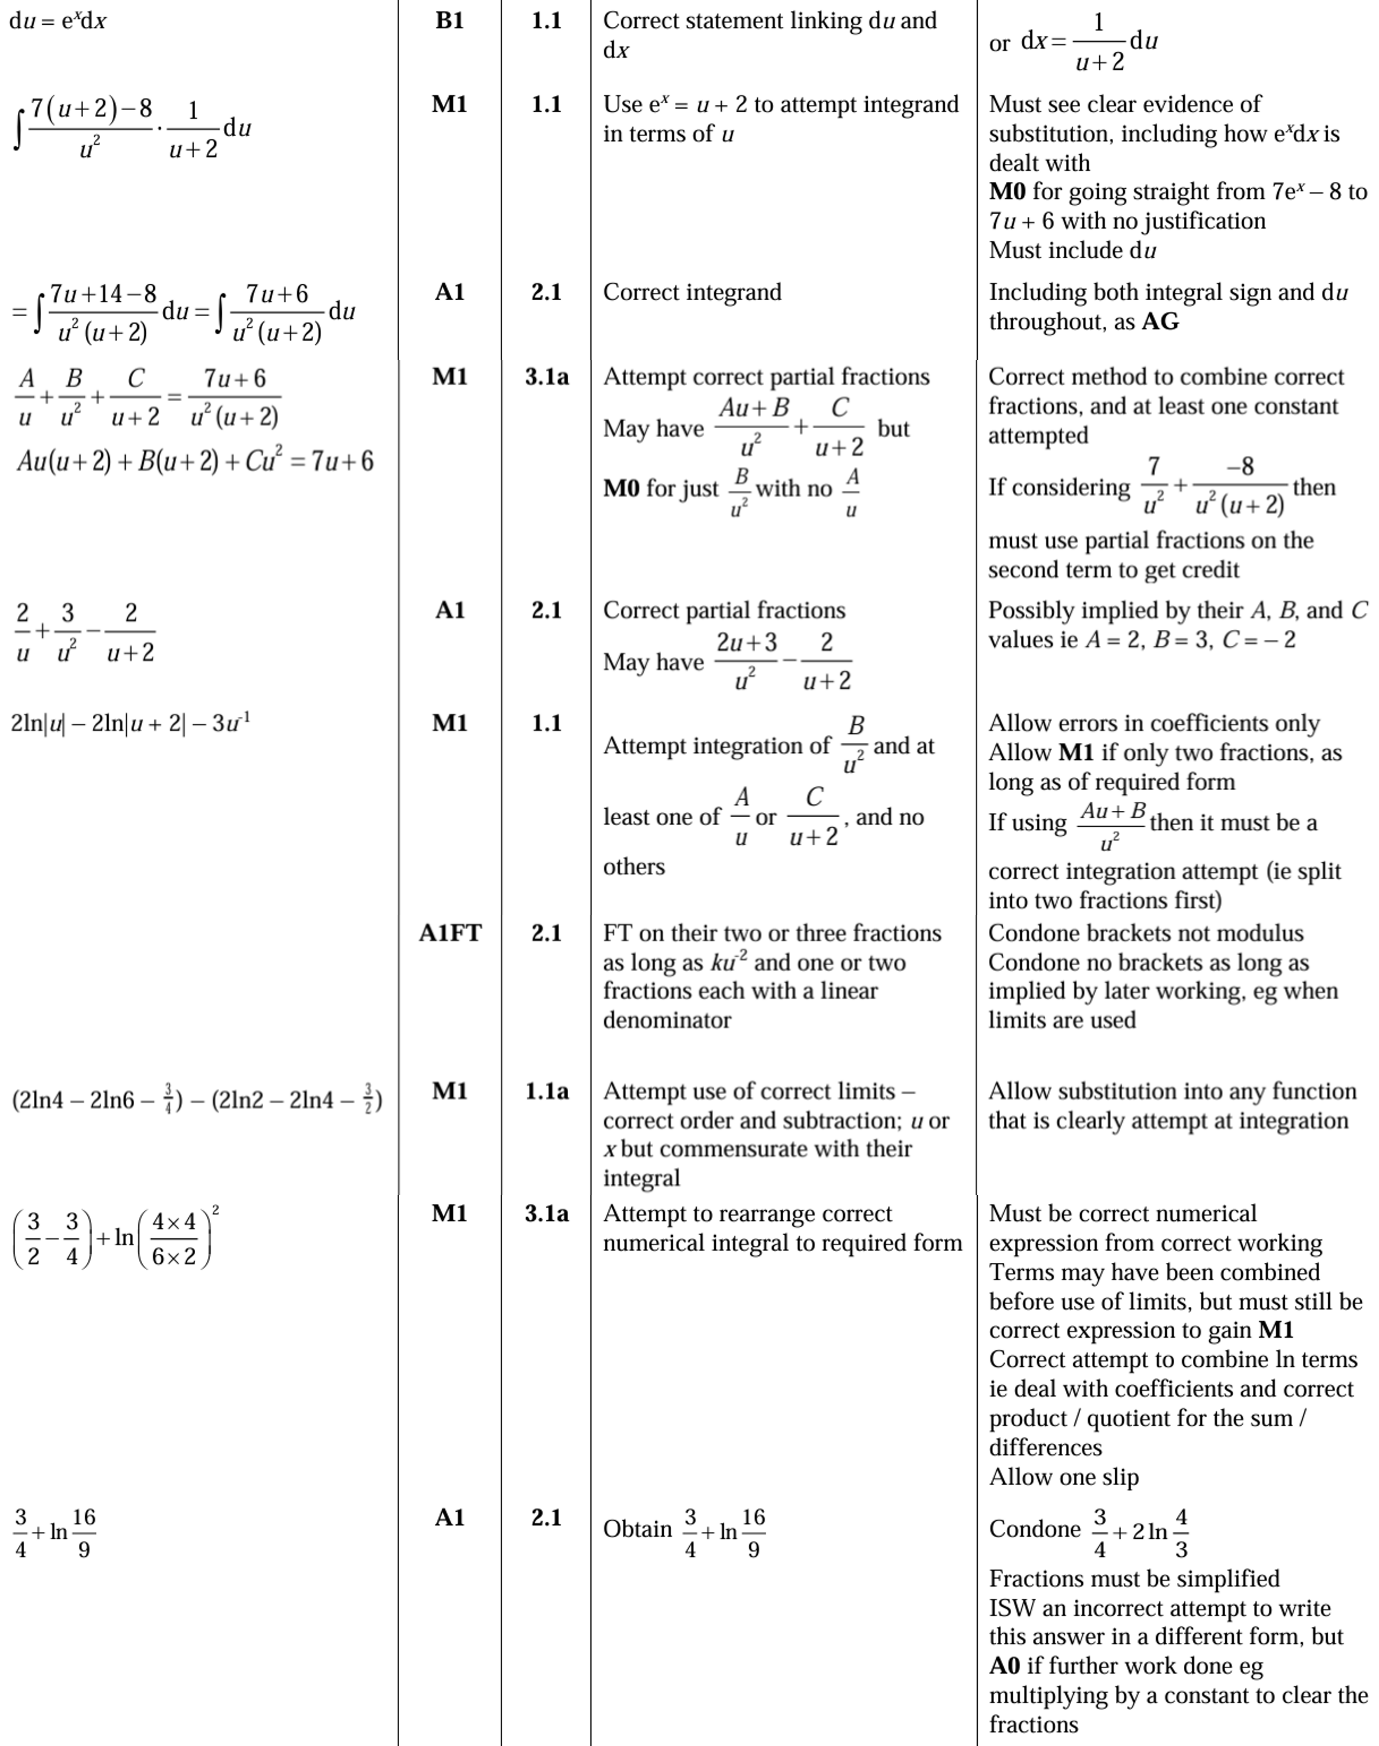 du = eˣdx B1 1.1 Correct statement linking du and dx or dx = 1/(u+2) du
∫ (7(u+2)−8)/u² · 1/(u+2) du M1 1.1 Use eˣ = u + 2 to attempt integrand in terms of u
Must see clear evidence of
substitution, including how eˣdx is
dealt with
M0 for going straight from 7eˣ – 8 to
7u + 6 with no justification
Must include du
= ∫ (7u+14−8)/(u²(u+2)) du = ∫ (7u+6)/(u²(u+2)) du A1 2.1 Correct integrand
Including both integral sign and du
throughout, as AG
A/u + B/u² + C/(u+2) = (7u+6)/(u²(u+2))
Au(u+2) + B(u+2) + Cu² = 7u+6
M1 3.1a Attempt correct partial fractions
May have (Au+B)/u² + C/(u+2) but
M0 for just B/u² with no A/u
Correct method to combine correct
fractions, and at least one constant
attempted
If considering 7/u² + −8/(u²(u+2)) then
must use partial fractions on the
second term to get credit
2/u + 3/u² − 2/(u+2) A1 2.1 Correct partial fractions
May have (2u+3)/u² − 2/(u+2)
Possibly implied by their A, B, and C
values ie A = 2, B = 3, C = – 2
2ln|u| – 2ln|u + 2| – 3u⁻¹ M1 1.1
Attempt integration of B/u² and at
least one of A/u or C/(u+2), and no
others
Allow errors in coefficients only
Allow M1 if only two fractions, as
long as of required form
If using (Au+B)/u² then it must be a
correct integration attempt (ie split
into two fractions first)
A1FT 2.1 FT on their two or three fractions
as long as ku⁻² and one or two
fractions each with a linear
denominator
Condone brackets not modulus
Condone no brackets as long as
implied by later working, eg when
limits are used
(2ln4 – 2ln6 – 3/4) – (2ln2 – 2ln4 – 3/2) M1 1.1a Attempt use of correct limits –
correct order and subtraction; u or
x but commensurate with their
integral
Allow substitution into any function
that is clearly attempt at integration
(3/2 − 3/4) + ln((4×4)/(6×2))² M1 3.1a Attempt to rearrange correct
numerical integral to required form
Must be correct numerical
expression from correct working
Terms may have been combined
before use of limits, but must still be
correct expression to gain M1
Correct attempt to combine ln terms
ie deal with coefficients and correct
product / quotient for the sum /
differences
Allow one slip
3/4 + ln 16/9 A1 2.1 Obtain 3/4 + ln 16/9
Condone 3/4 + 2 ln 4/3
Fractions must be simplified
ISW an incorrect attempt to write
this answer in a different form, but
A0 if further work done eg
multiplying by a constant to clear the
fractions